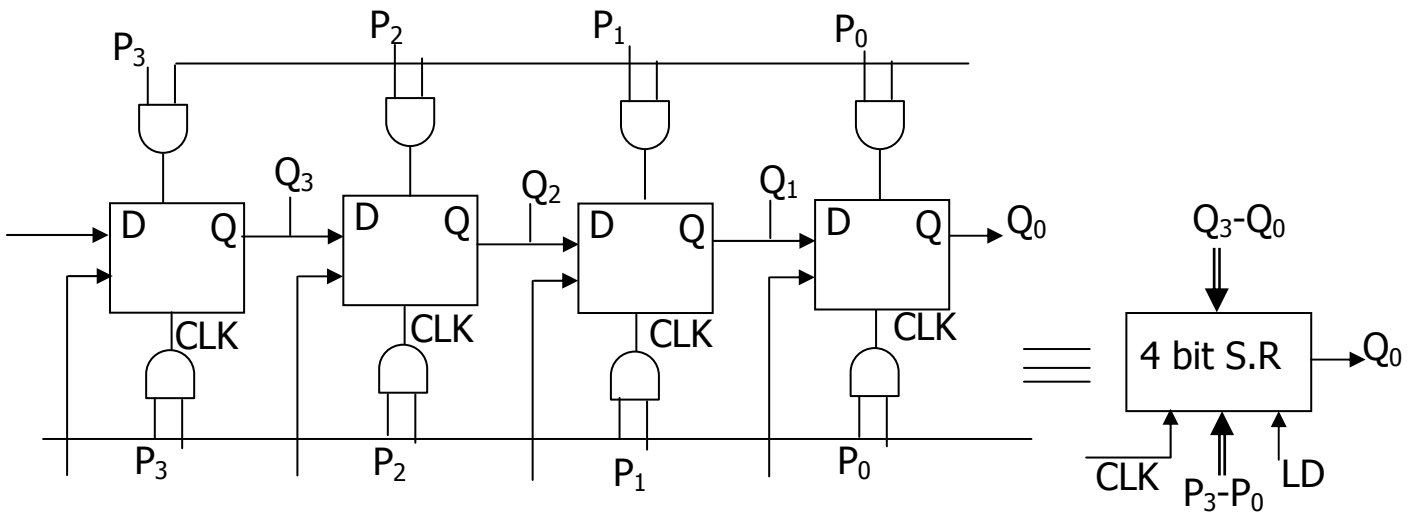 P3 P2 P1 P0
Q3 Q2 Q1
D Q D Q D Q D Q Q0
CLK CLK CLK CLK
P3 P2 P1 P0
Q3-Q0
4 bit S.R Q0
CLK P3-P0 LD